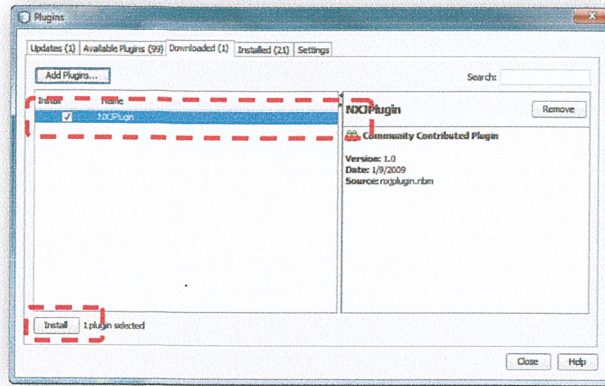 Plugins
Updates (1) Available Plugins (99) Downloaded (1) Installed (21) Settings
Add Plugins...
Search:
Install Name
NXJPlugin
NXJPlugin
Remove
Community Contributed Plugin
Version: 1.0
Date: 1/9/2009
Source: nxjplugin.nbm
Install
1 plugin selected
Close
Help